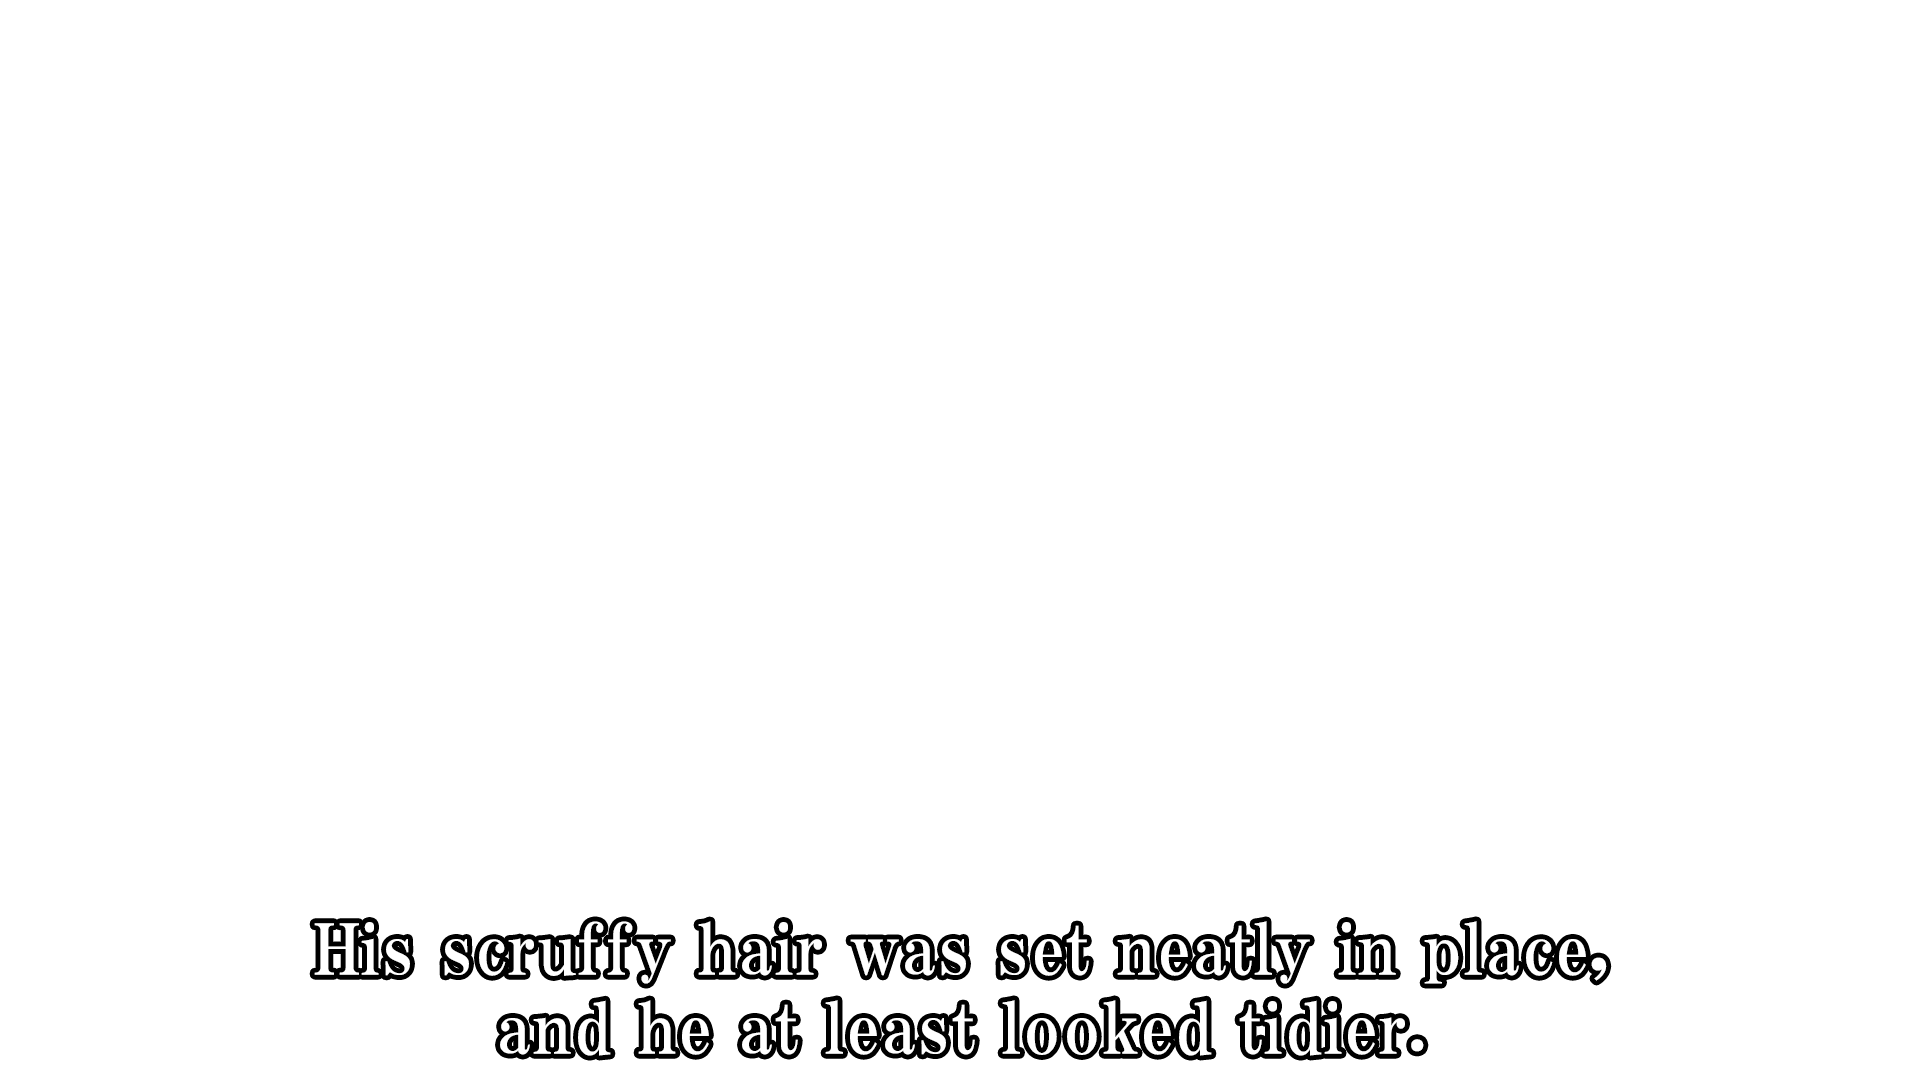 His scruffy hair was set neatly in place,
and he at least looked tidier.